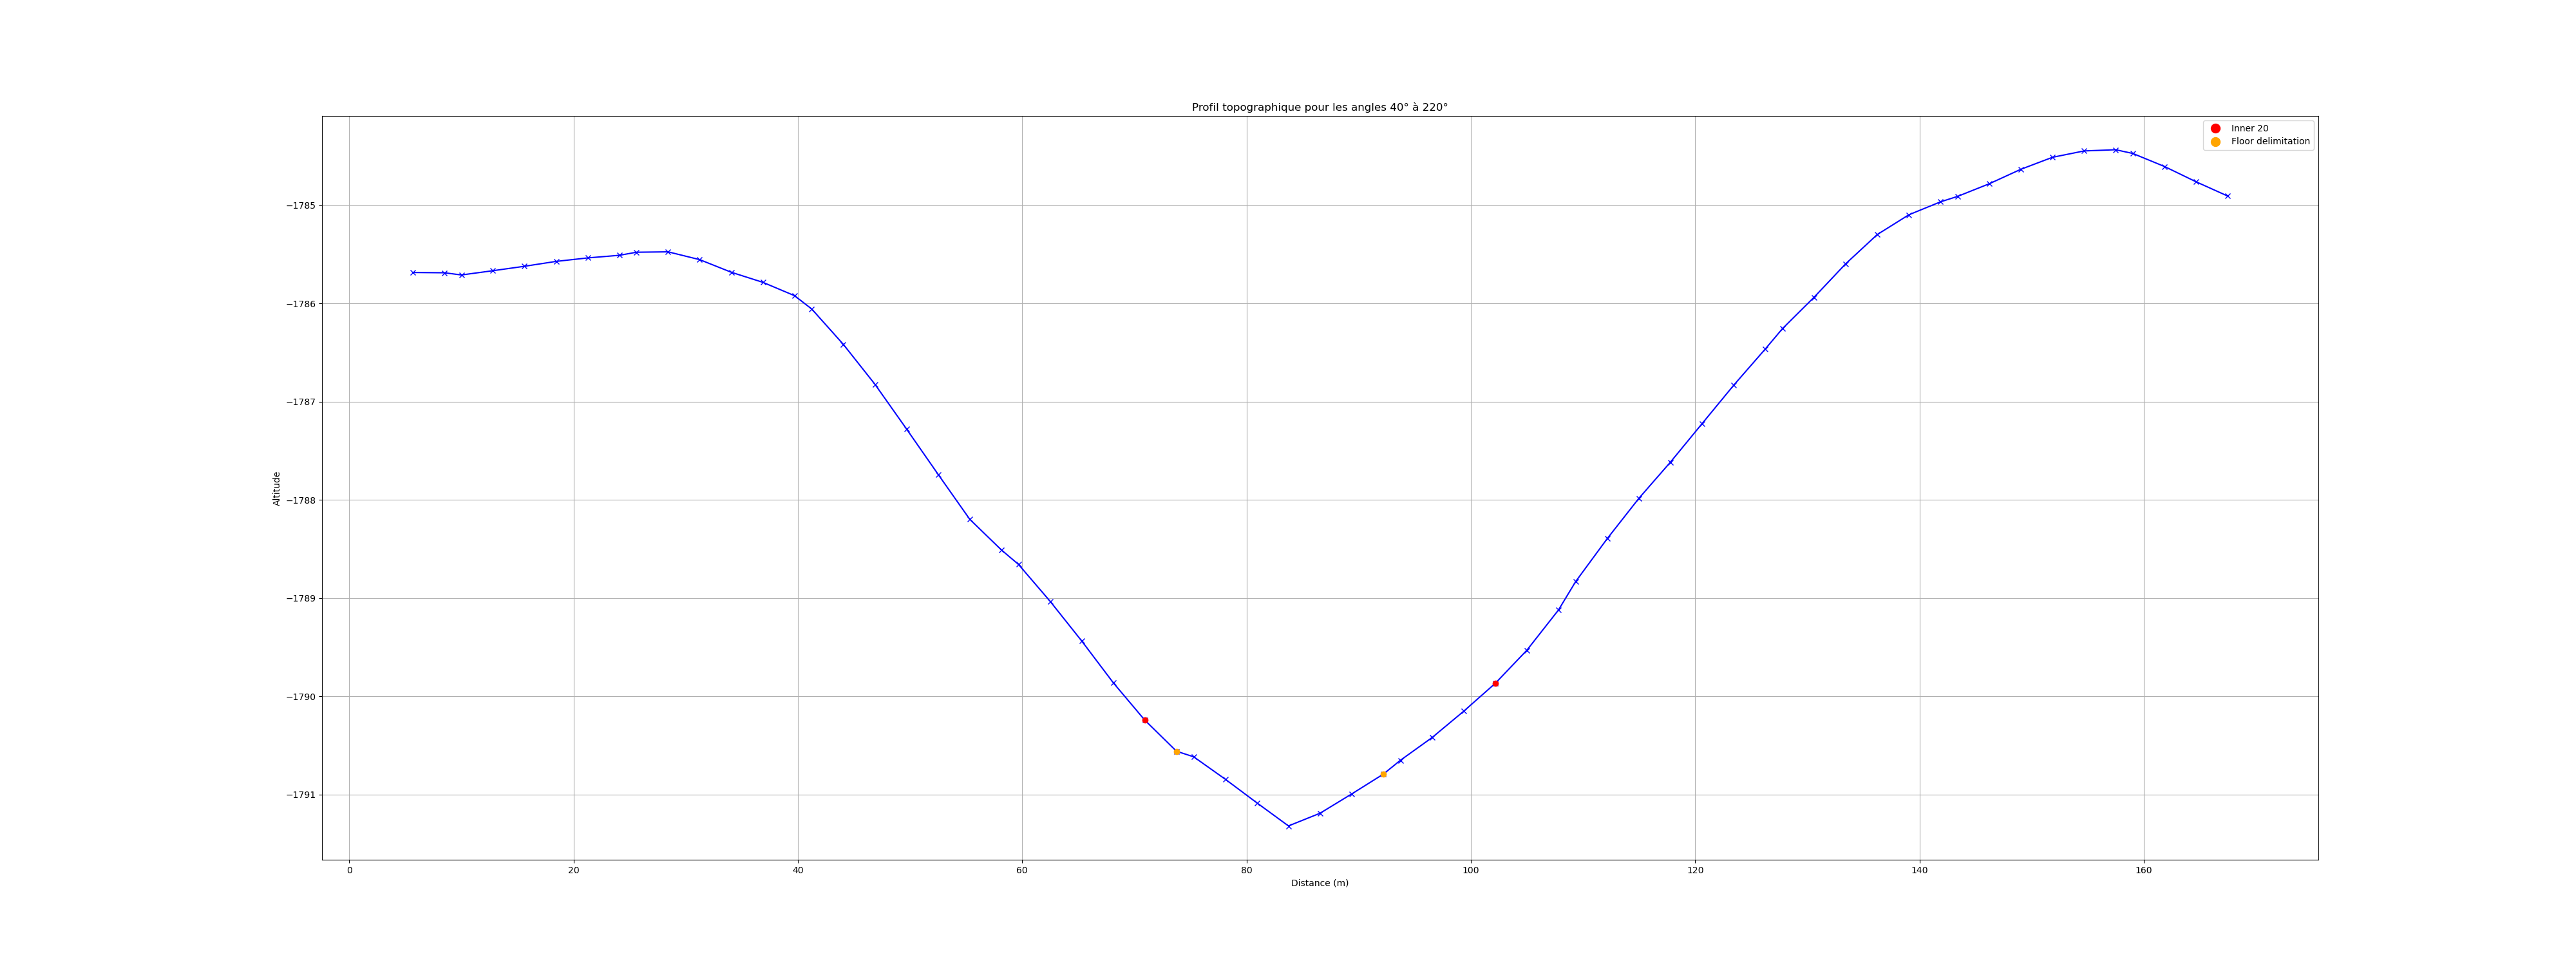 Profil topographique pour les angles 40° à 220°
Inner 20
Floor delimitation
−1785
−1786
−1787
−1788
−1789
−1790
−1791
Altitude
0 20 40 60 80 100 120 140 160
Distance (m)